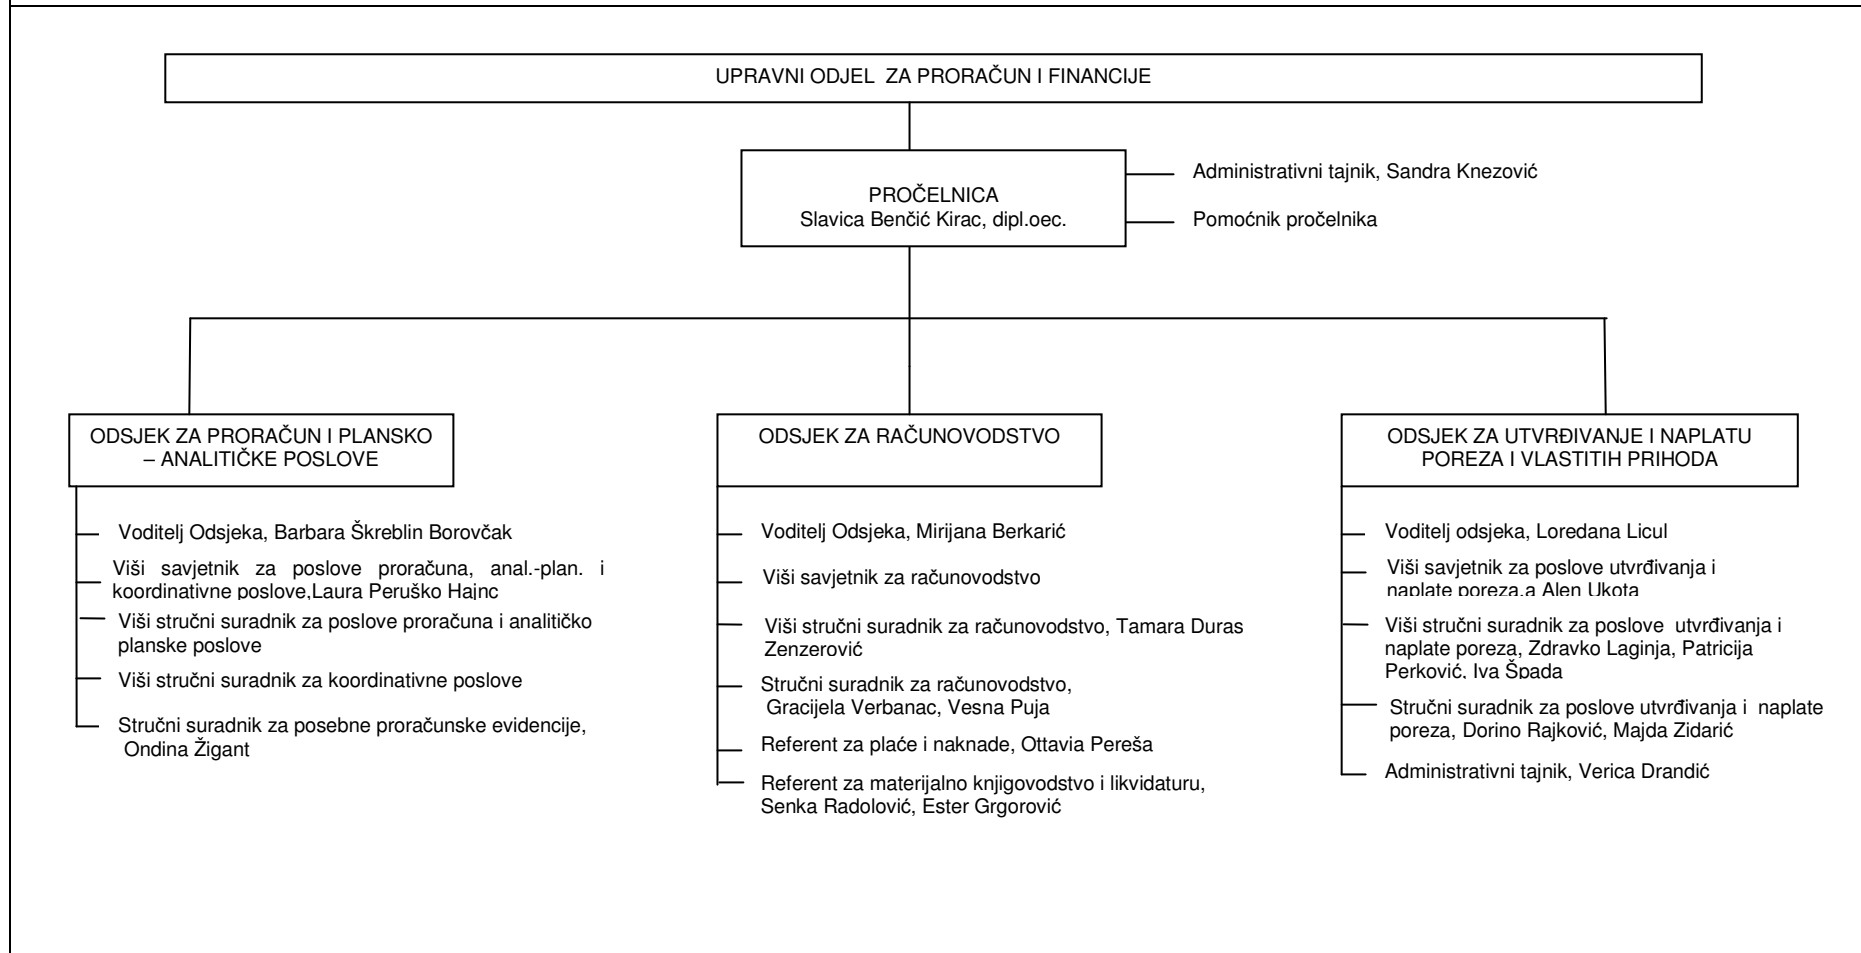 UPRAVNI ODJEL ZA PRORAČUN I FINANCIJE
PROČELNICA
Slavica Benčić Kirac, dipl.oec.
Administrativni tajnik, Sandra Knezović
Pomoćnik pročelnika
ODSJEK ZA PRORAČUN I PLANSKO
– ANALITIČKE POSLOVE
Voditelj Odsjeka, Barbara Škreblin Borovčak
Viši savjetnik za poslove proračuna, anal.-plan. i
koordinativne poslove,Laura Peruško Hajnc
Viši stručni suradnik za poslove proračuna i analitičko
planske poslove
Viši stručni suradnik za koordinativne poslove
Stručni suradnik za posebne proračunske evidencije,
Ondina Žigant
ODSJEK ZA RAČUNOVODSTVO
Voditelj Odsjeka, Mirijana Berkarić
Viši savjetnik za računovodstvo
Viši stručni suradnik za računovodstvo, Tamara Duras
Zenzerović
Stručni suradnik za računovodstvo,
Gracijela Verbanac, Vesna Puja
Referent za plaće i naknade, Ottavia Pereša
Referent za materijalno knjigovodstvo i likvidaturu,
Senka Radolović, Ester Grgorović
ODSJEK ZA UTVRĐIVANJE I NAPLATU
POREZA I VLASTITIH PRIHODA
Voditelj odsjeka, Loredana Licul
Viši savjetnik za poslove utvrđivanja i
naplate poreza,a Alen Ukota
Viši stručni suradnik za poslove utvrđivanja i
naplate poreza, Zdravko Laginja, Patricija
Perković, Iva Špada
Stručni suradnik za poslove utvrđivanja i naplate
poreza, Dorino Rajković, Majda Zidarić
Administrativni tajnik, Verica Drandić